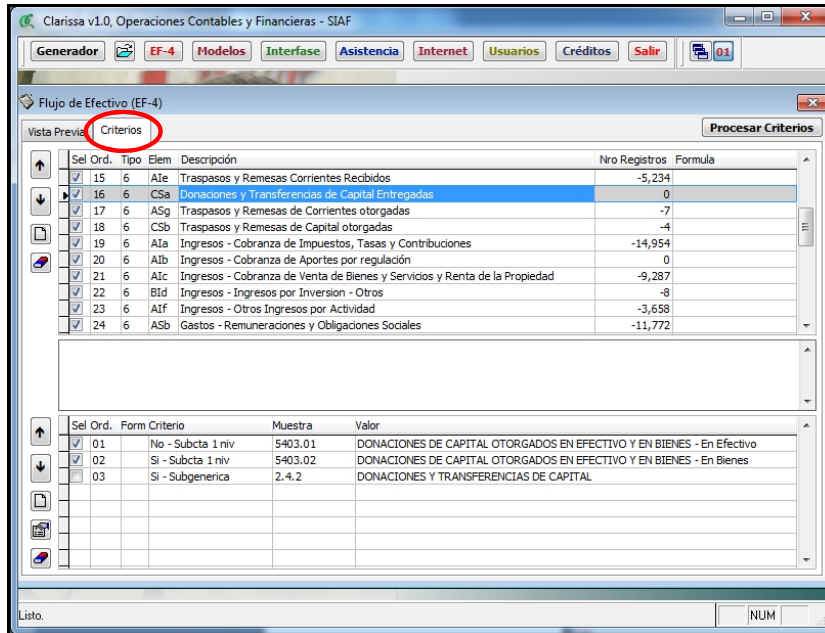 Clarissa v1.0, Operaciones Contables y Financieras - SIAF
Generador EF-4 Modelos Interfase Asistencia Internet Usuarios Créditos Salir 01
Flujo de Efectivo (EF-4)
Vista Previa Criterios Procesar Criterios
Sel Ord. Tipo Elem Descripción Nro Registros Formula
15 6 AIe Traspasos y Remesas Corrientes Recibidos -5,234
16 6 CSa Donaciones y Transferencias de Capital Entregadas 0
17 6 ASg Traspasos y Remesas de Corrientes otorgadas -7
18 6 CSb Traspasos y Remesas de Capital otorgadas -4
19 6 AIa Ingresos - Cobranza de Impuestos, Tasas y Contribuciones -14,954
20 6 AIb Ingresos - Cobranza de Aportes por regulación 0
21 6 AIc Ingresos - Cobranza de Venta de Bienes y Servicios y Renta de la Propiedad -9,287
22 6 BId Ingresos - Ingresos por Inversion - Otros -8
23 6 AIf Ingresos - Otros Ingresos por Actividad -3,658
24 6 ASb Gastos - Remuneraciones y Obligaciones Sociales -11,772
Sel Ord. Form Criterio Muestra Valor
01 No - Subcta 1 niv 5403.01 DONACIONES DE CAPITAL OTORGADOS EN EFECTIVO Y EN BIENES - En Efectivo
02 Si - Subcta 1 niv 5403.02 DONACIONES DE CAPITAL OTORGADOS EN EFECTIVO Y EN BIENES - En Bienes
03 Si - Subgenerica 2.4.2 DONACIONES Y TRANSFERENCIAS DE CAPITAL
Listo. NUM